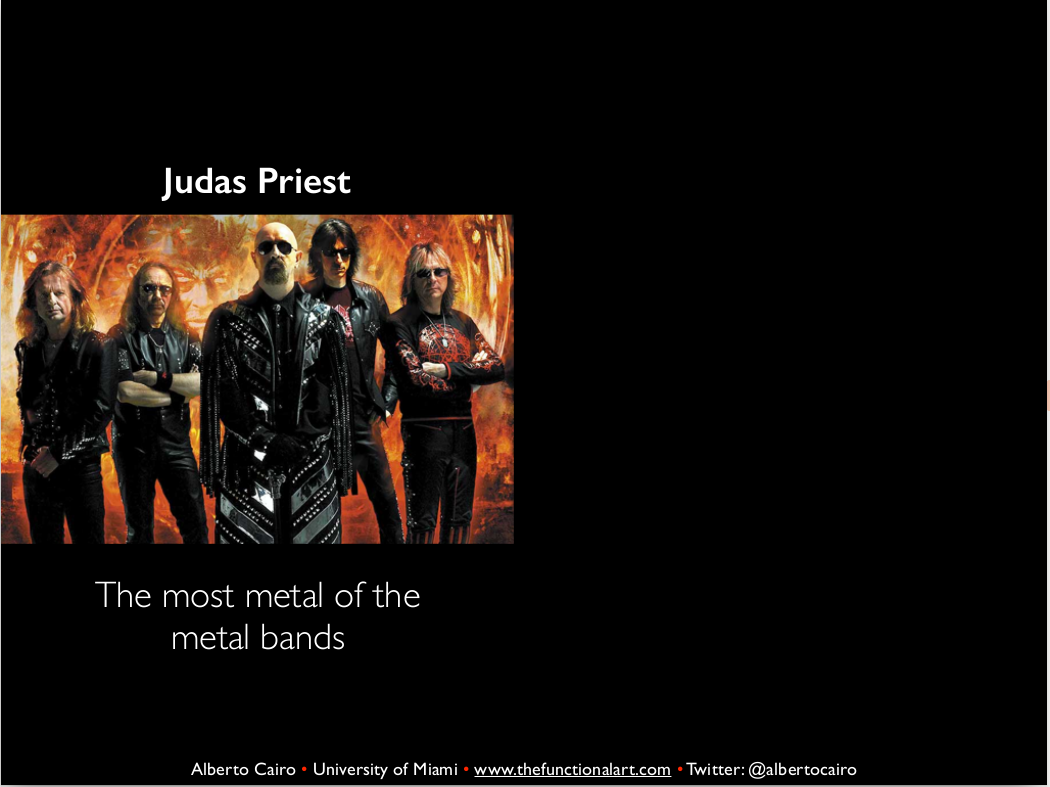 Judas Priest
The most metal of the
metal bands
Alberto Cairo • University of Miami • www.thefunctionalart.com • Twitter: @albertocairo